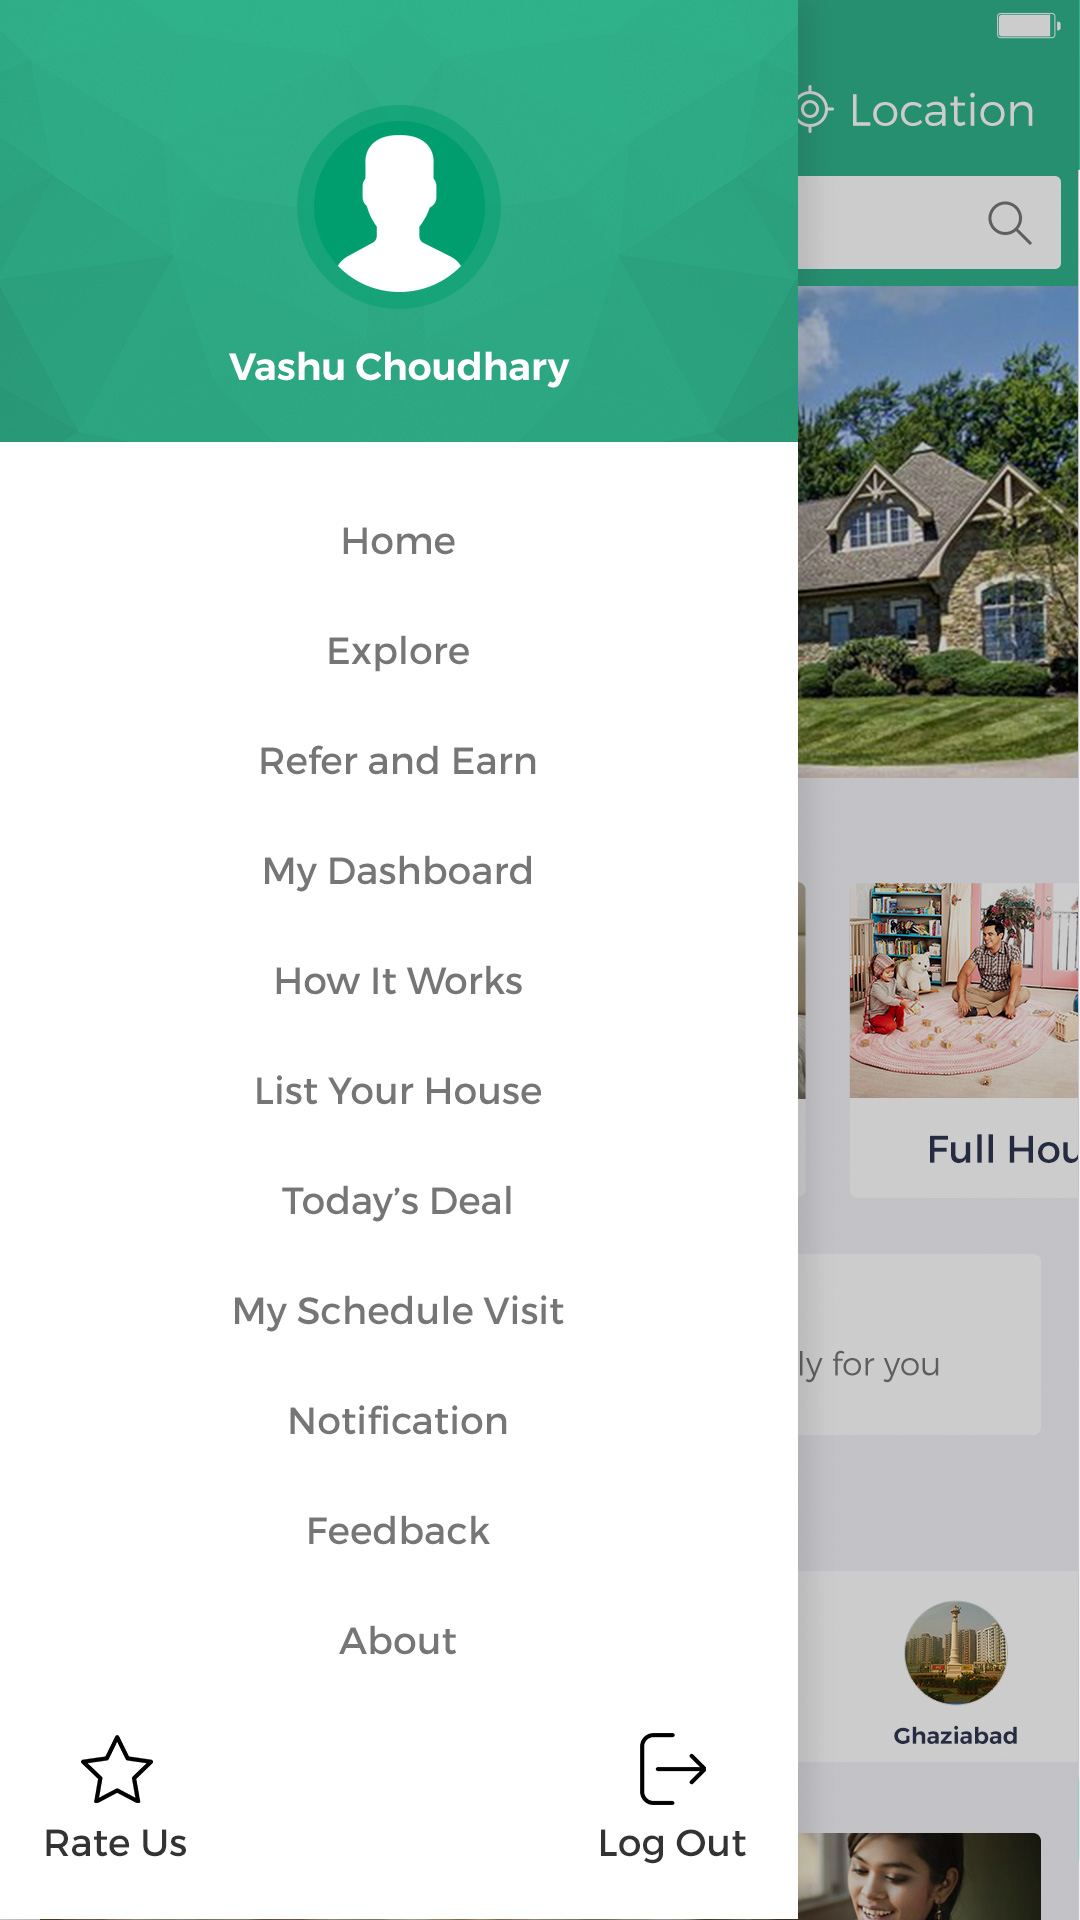 Location
Vashu Choudhary
Home
Explore
Refer and Earn
My Dashboard
How It Works
List Your House
Today’s Deal
My Schedule Visit
Notification
Feedback
About
Rate Us
Log Out
Full Hou
ly for you
Ghaziabad